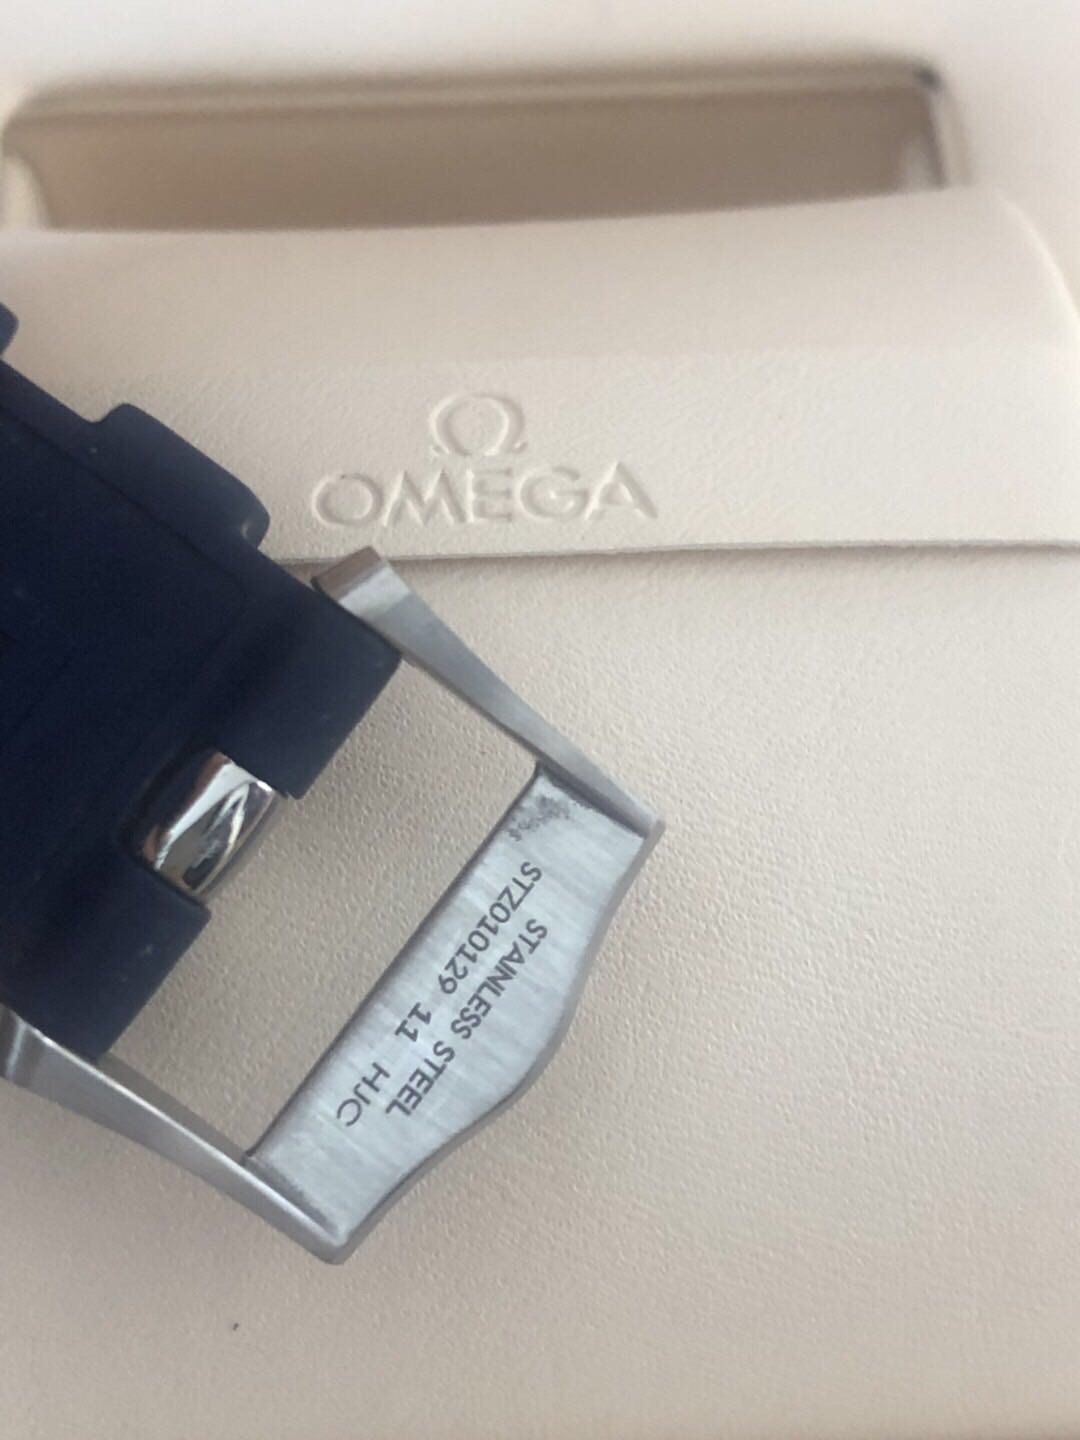 Ω
OMEGA
STAINLESS STEEL
STZ010129 11 HJC